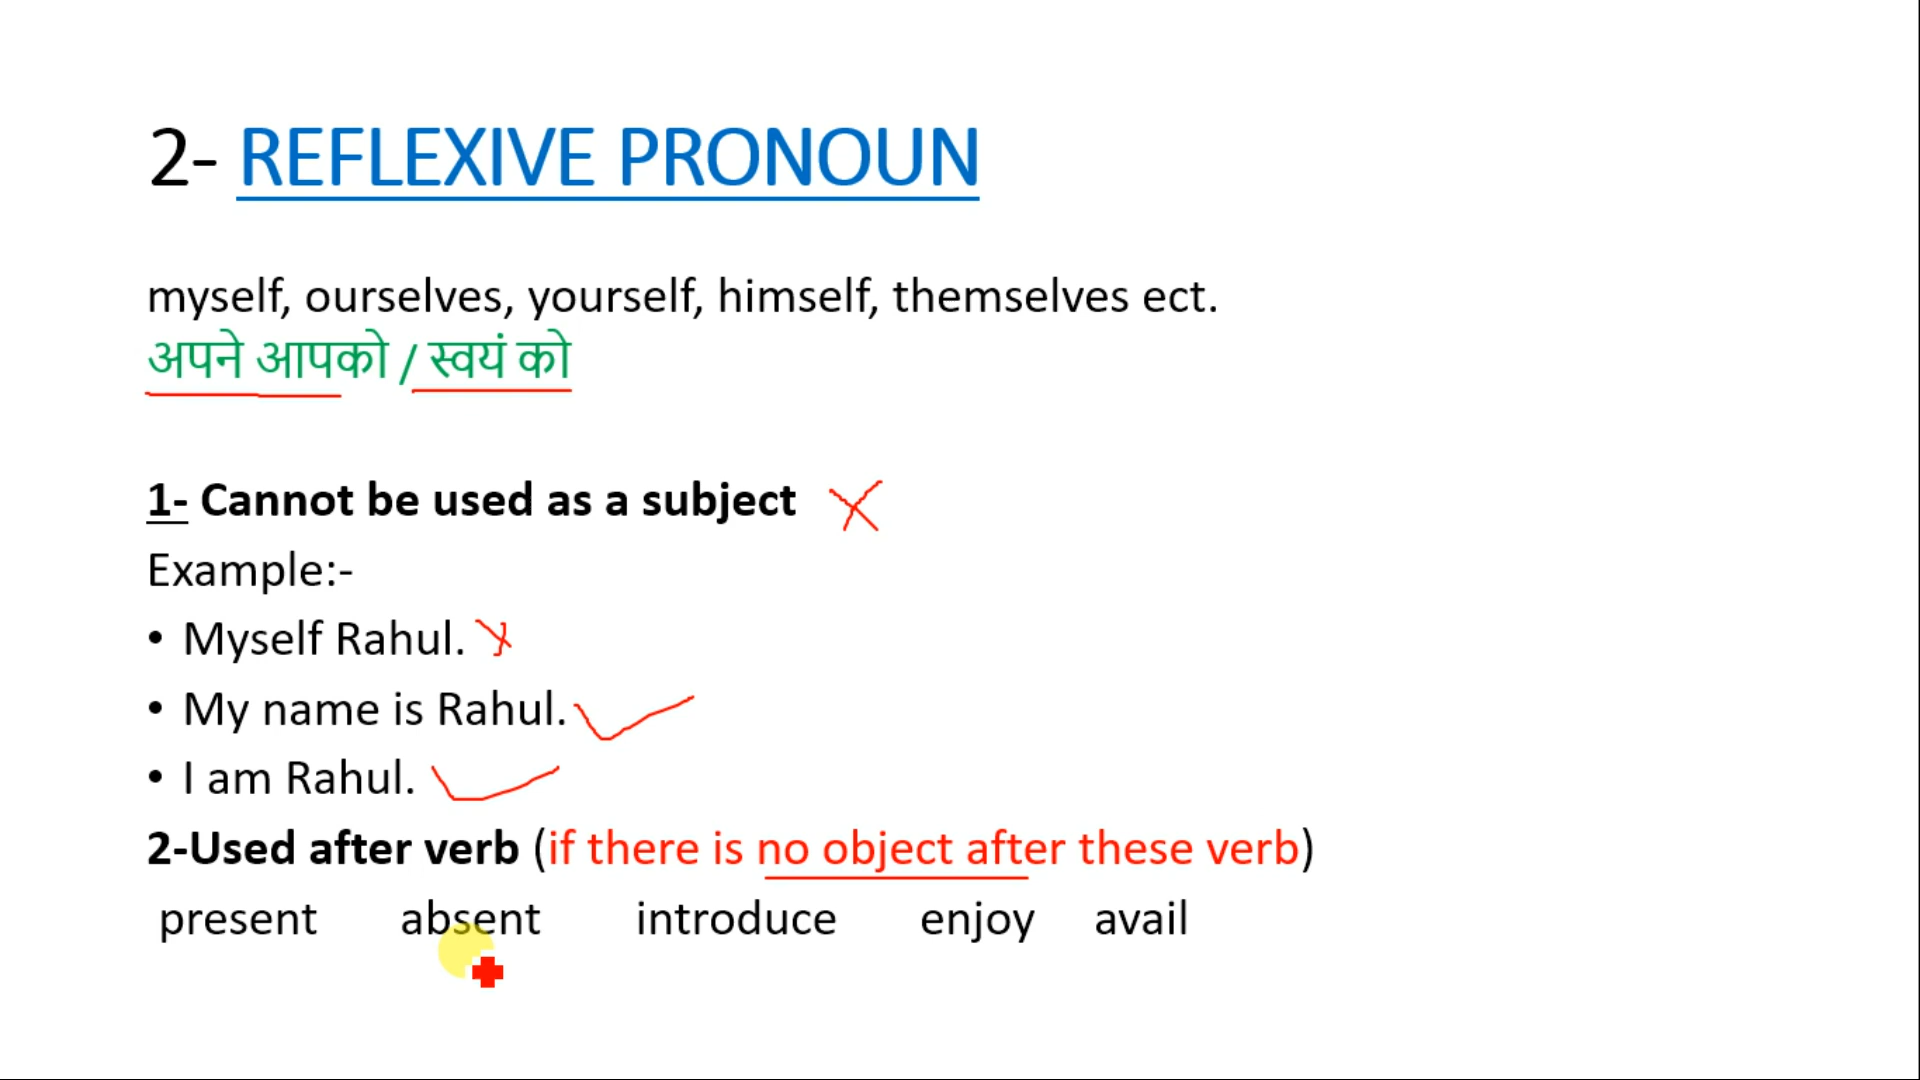 2- REFLEXIVE PRONOUN
myself, ourselves, yourself, himself, themselves ect.
अपने आपको / स्वयं को
1- Cannot be used as a subject
Example:-
• Myself Rahul.
• My name is Rahul.
• I am Rahul.
2-Used after verb (if there is no object after these verb)
present absent introduce enjoy avail